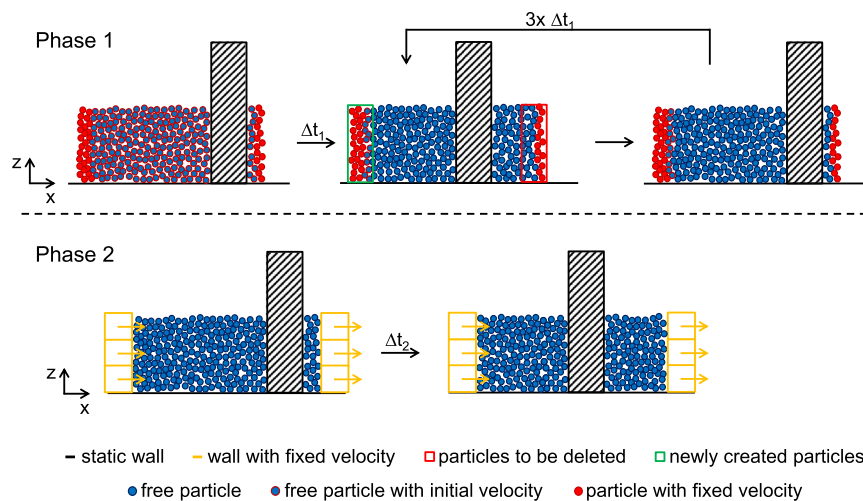 Phase 1
3x Δt1
Δt1
z
x
Phase 2
Δt2
z
x
static wall
wall with fixed velocity
particles to be deleted
newly created particles
free particle
free particle with initial velocity
particle with fixed velocity